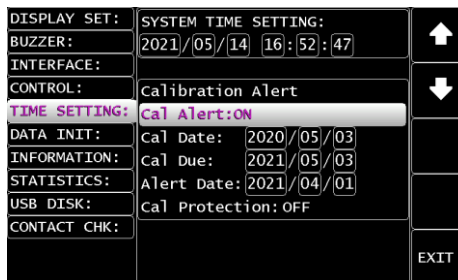 DISPLAY SET:
BUZZER:
INTERFACE:
CONTROL:
TIME SETTING:
DATA INIT:
INFORMATION:
STATISTICS:
USB DISK:
CONTACT CHK:
SYSTEM TIME SETTING:
2021/05/14 16:52:47
Calibration Alert
Cal Alert:ON
Cal Date: 2020/05/03
Cal Due: 2021/05/03
Alert Date: 2021/04/01
Cal Protection: OFF
EXIT